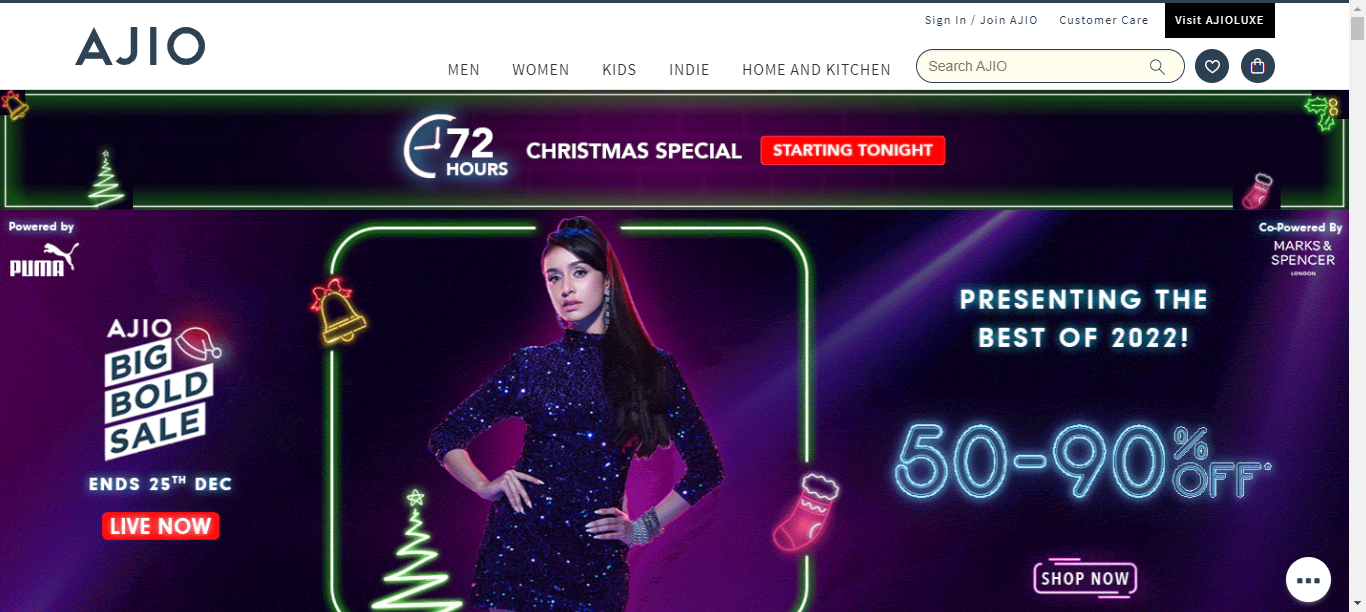 Sign In / Join AJIO
Customer Care
Visit AJIOLUXE
AJIO
MEN
WOMEN
KIDS
INDIE
HOME AND KITCHEN
Search AJIO
72
HOURS
CHRISTMAS SPECIAL
STARTING TONIGHT
Powered by
PUMA
Co-Powered By
MARKS &
SPENCER
LONDON
AJIO
BIG
BOLD
SALE
ENDS 25TH DEC
LIVE NOW
PRESENTING THE
BEST OF 2022!
50-90% OFF*
SHOP NOW